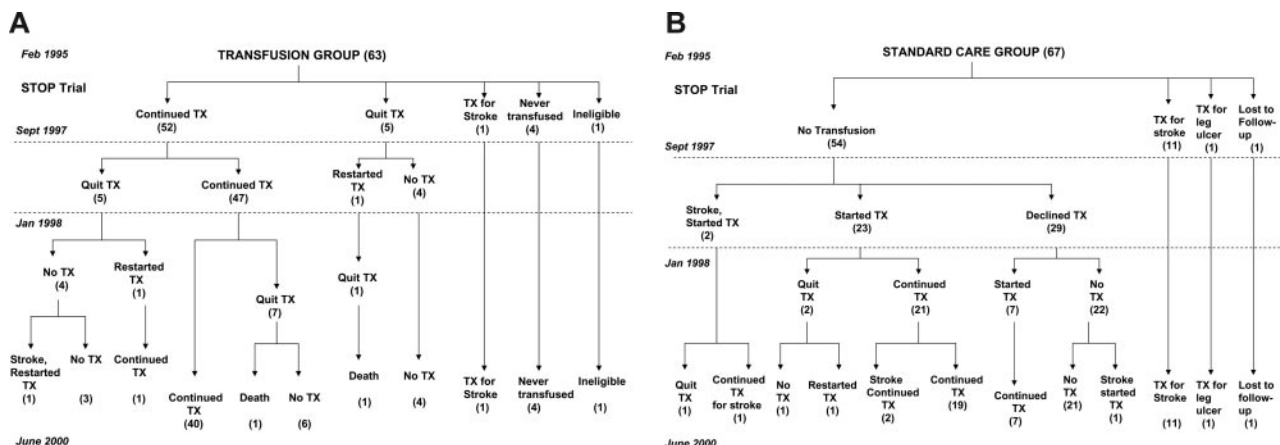 A
Feb 1995
TRANSFUSION GROUP (63)
STOP Trial
Continued TX
(52)
Quit TX
(5)
TX for
Stroke
(1)
Never
transfused
(4)
Ineligible
(1)
Sept 1997
Quit TX
(5)
Continued TX
(47)
Restarted
TX
(1)
No TX
(4)
Jan 1998
No TX
(4)
Restarted
TX
(1)
Quit TX
(7)
Quit TX
(1)
Stroke,
Restarted
TX
(1)
No TX
(3)
Continued
TX
(1)
Continued
TX
(40)
Death
(1)
No TX
(6)
Death
(1)
No TX
(4)
TX for
Stroke
(1)
Never
transfused
(4)
Ineligible
(1)
June 2000
B
Feb 1995
STANDARD CARE GROUP (67)
STOP Trial
No Transfusion
(54)
TX for
stroke
(11)
TX for
leg
ulcer
(1)
Lost to
Follow-
up
(1)
Sept 1997
Stroke,
Started TX
(2)
Started TX
(23)
Declined TX
(29)
Jan 1998
Quit
TX
(2)
Continued
TX
(21)
Started
TX
(7)
No
TX
(22)
Quit
TX
(1)
Continued
TX
for stroke
(1)
No
TX
(1)
Restarted
TX
(1)
Stroke
Continued
TX
(2)
Continued
TX
(19)
Continued
TX
(7)
No
TX
(21)
Stroke
started
TX
(1)
TX for
Stroke
(11)
TX for
leg
ulcer
(1)
Lost to
follow-
up
(1)
June 2000